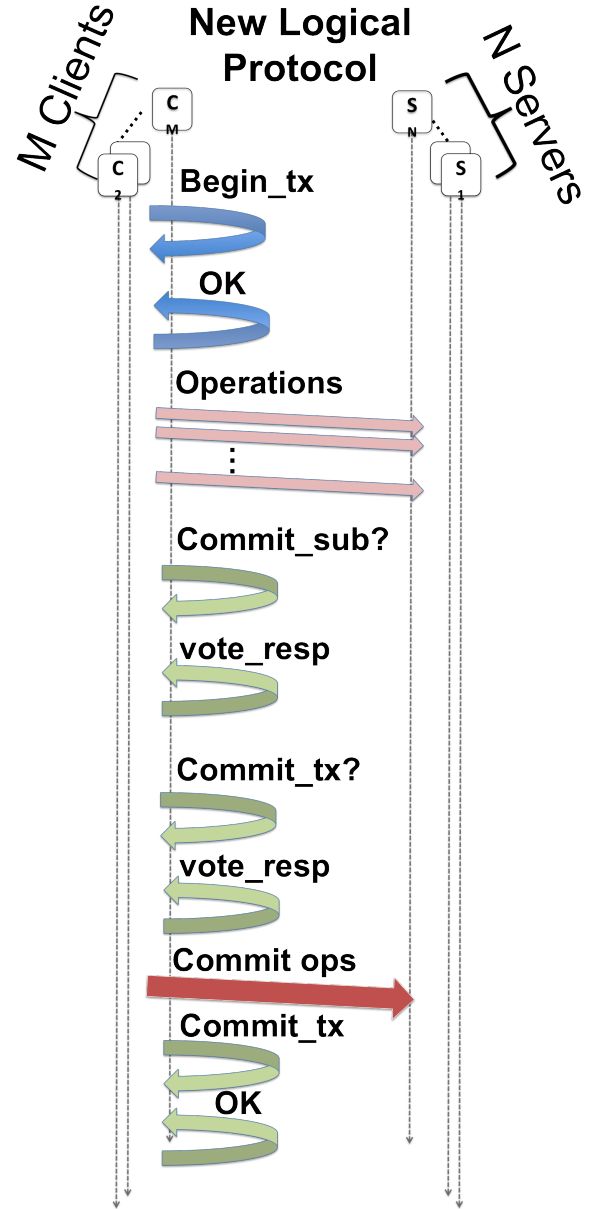 New Logical
Protocol
M Clients
N Servers
C
M
S
N
C
2
S
1
Begin_tx
OK
Operations
Commit_sub?
vote_resp
Commit_tx?
vote_resp
Commit ops
Commit_tx
OK